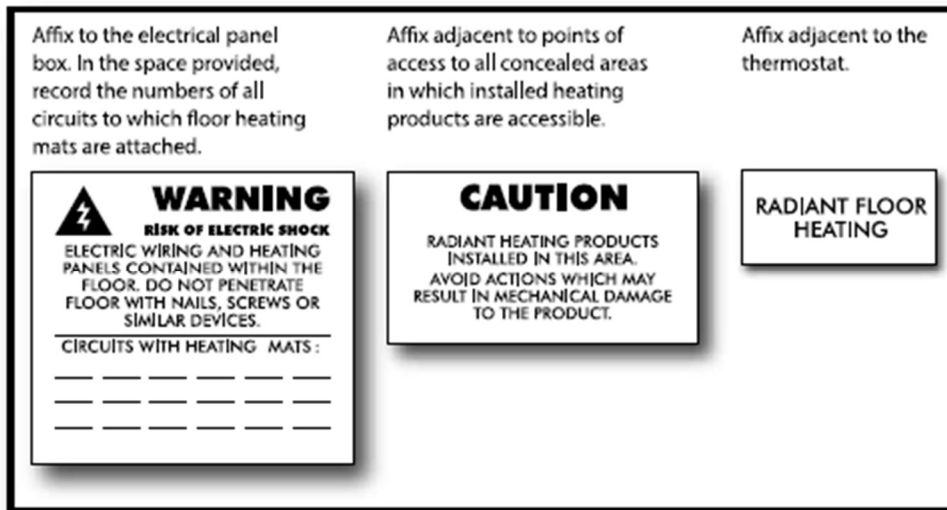 Affix to the electrical panel
box. In the space provided,
record the numbers of all
circuits to which floor heating
mats are attached.
WARNING
RISK OF ELECTRIC SHOCK
ELECTRIC WIRING AND HEATING
PANELS CONTAINED WITHIN THE
FLOOR. DO NOT PENETRATE
FLOOR WITH NAILS, SCREWS OR
SIMILAR DEVICES.
CIRCUITS WITH HEATING MATS :
Affix adjacent to points of
access to all concealed areas
in which installed heating
products are accessible.
CAUTION
RADIANT HEATING PRODUCTS
INSTALLED IN THIS AREA.
AVOID ACTIONS WHICH MAY
RESULT IN MECHANICAL DAMAGE
TO THE PRODUCT.
Affix adjacent to the
thermostat.
RADIANT FLOOR
HEATING